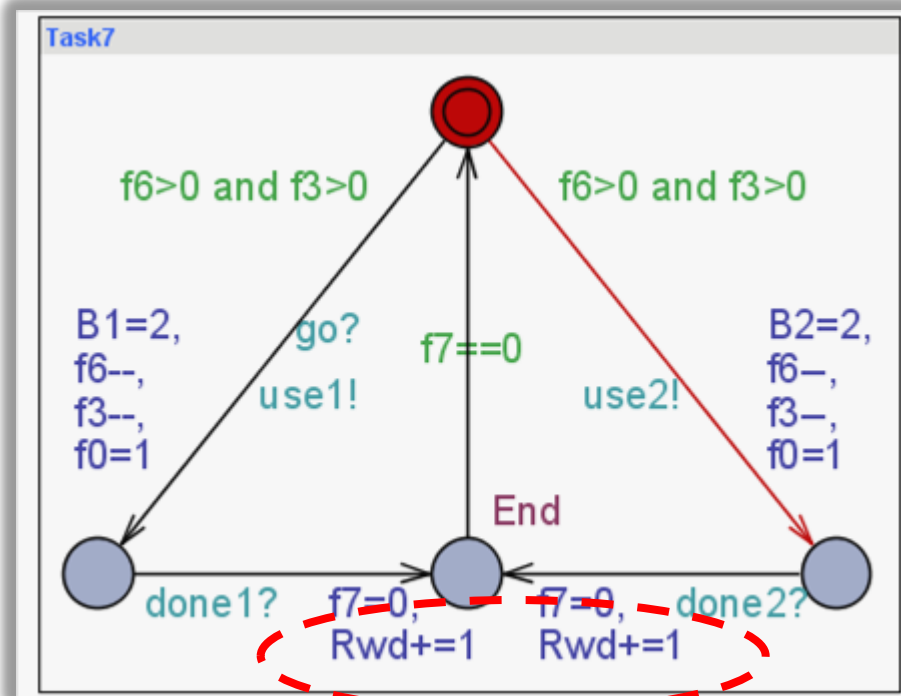 Task7
f6>0 and f3>0
f6>0 and f3>0
B1=2,
f6--,
f3--,
f0=1
go?
use1!
f7==0
use2!
B2=2,
f6–,
f3–,
f0=1
End
done1?
f7=0,
Rwd+=1
f7=0,
Rwd+=1
done2?